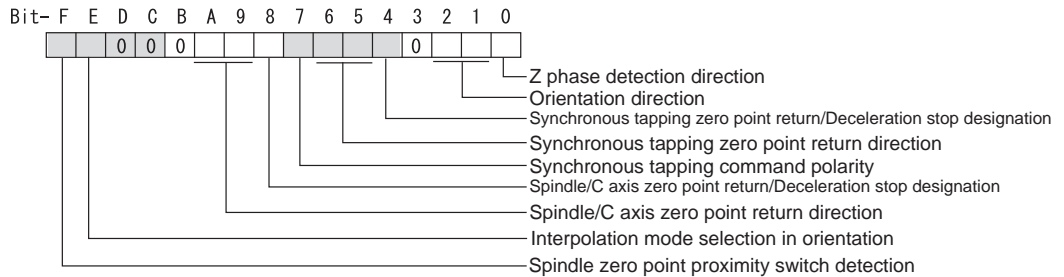 Bit- F E D C B A 9 8 7 6 5 4 3 2 1 0
0 0 0 0
Z phase detection direction
Orientation direction
Synchronous tapping zero point return/Deceleration stop designation
Synchronous tapping zero point return direction
Synchronous tapping command polarity
Spindle/C axis zero point return/Deceleration stop designation
Spindle/C axis zero point return direction
Interpolation mode selection in orientation
Spindle zero point proximity switch detection